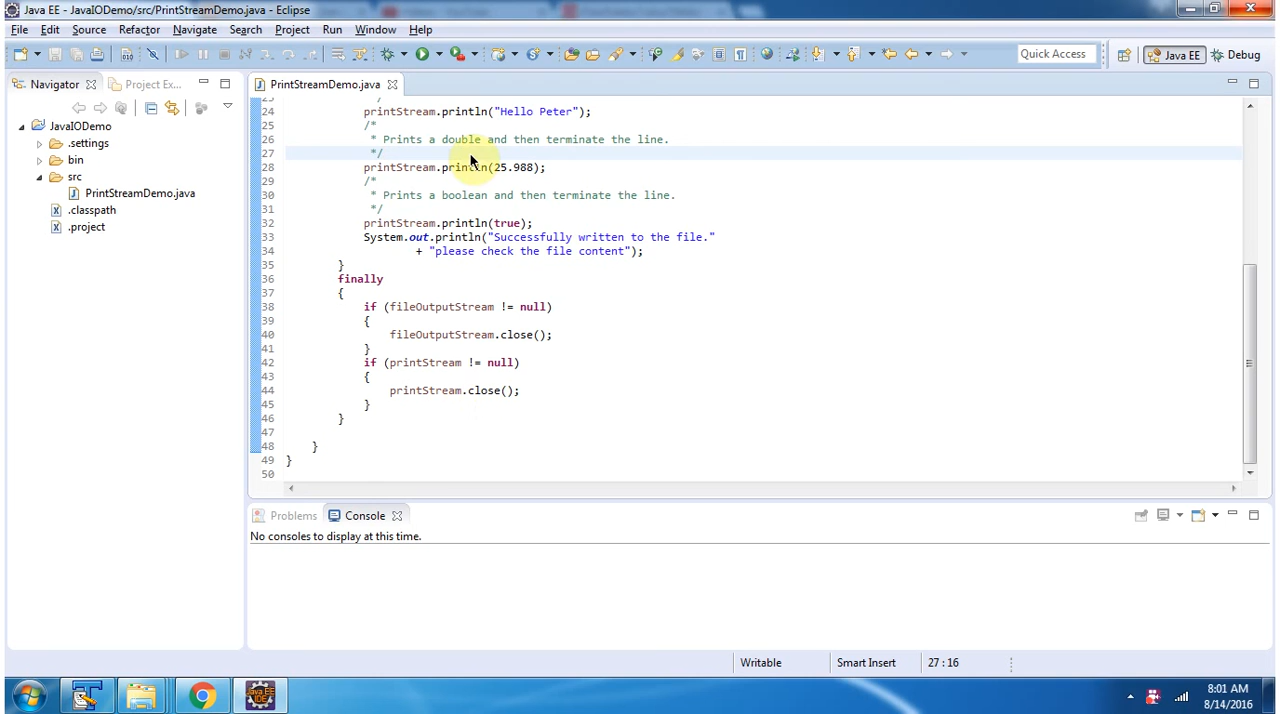 Java EE - JavaIODemo/src/PrintStreamDemo.java - Eclipse
File Edit Source Refactor Navigate Search Project Run Window Help
Quick Access
Java EE
Debug
Navigator
Project Ex...
PrintStreamDemo.java
JavaIODemo
.settings
bin
src
PrintStreamDemo.java
.classpath
.project
23 */
24 printStream.println("Hello Peter");
25 /*
26 * Prints a double and then terminate the line.
27 */
28 printStream.println(25.988);
29 /*
30 * Prints a boolean and then terminate the line.
31 */
32 printStream.println(true);
33 System.out.println("Successfully written to the file."
34 + "please check the file content");
35 }
36 finally
37 {
38 if (fileOutputStream != null)
39 {
40 fileOutputStream.close();
41 }
42 if (printStream != null)
43 {
44 printStream.close();
45 }
46 }
47
48 }
49 }
50
Problems
Console
No consoles to display at this time.
Writable
Smart Insert
27 : 16
Java EE
IDE
8:01 AM
8/14/2016